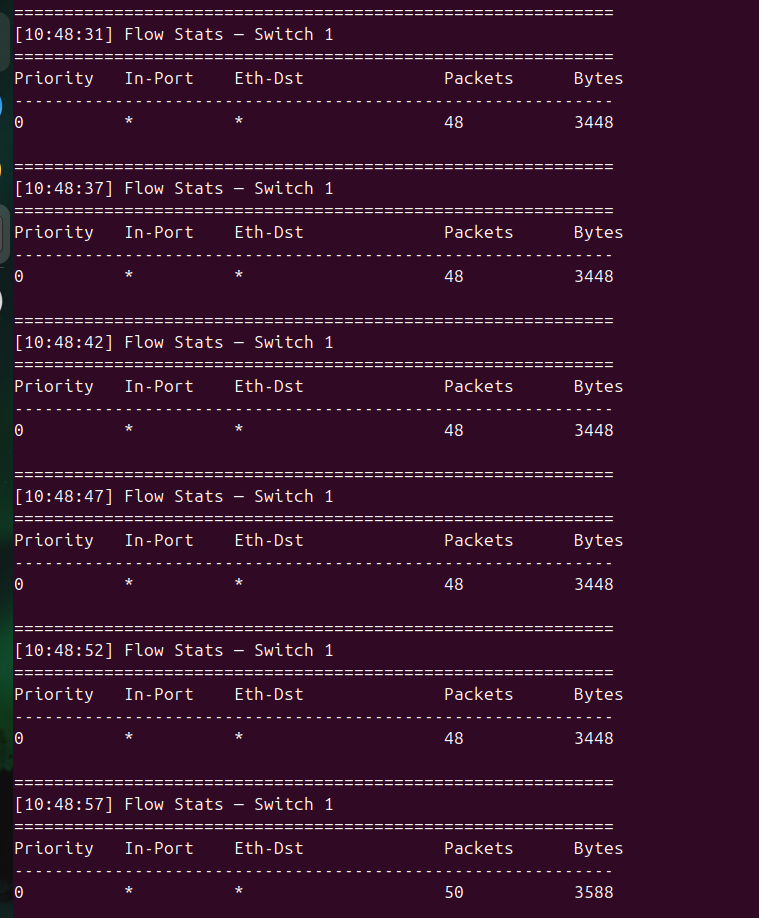 ============================================================
[10:48:31] Flow Stats — Switch 1
============================================================
Priority   In-Port    Eth-Dst              Packets      Bytes
------------------------------------------------------------
0          *          *                    48           3448
============================================================
[10:48:37] Flow Stats — Switch 1
============================================================
Priority   In-Port    Eth-Dst              Packets      Bytes
------------------------------------------------------------
0          *          *                    48           3448
============================================================
[10:48:42] Flow Stats — Switch 1
============================================================
Priority   In-Port    Eth-Dst              Packets      Bytes
------------------------------------------------------------
0          *          *                    48           3448
============================================================
[10:48:47] Flow Stats — Switch 1
============================================================
Priority   In-Port    Eth-Dst              Packets      Bytes
------------------------------------------------------------
0          *          *                    48           3448
============================================================
[10:48:52] Flow Stats — Switch 1
============================================================
Priority   In-Port    Eth-Dst              Packets      Bytes
------------------------------------------------------------
0          *          *                    48           3448
============================================================
[10:48:57] Flow Stats — Switch 1
============================================================
Priority   In-Port    Eth-Dst              Packets      Bytes
------------------------------------------------------------
0          *          *                    50           3588